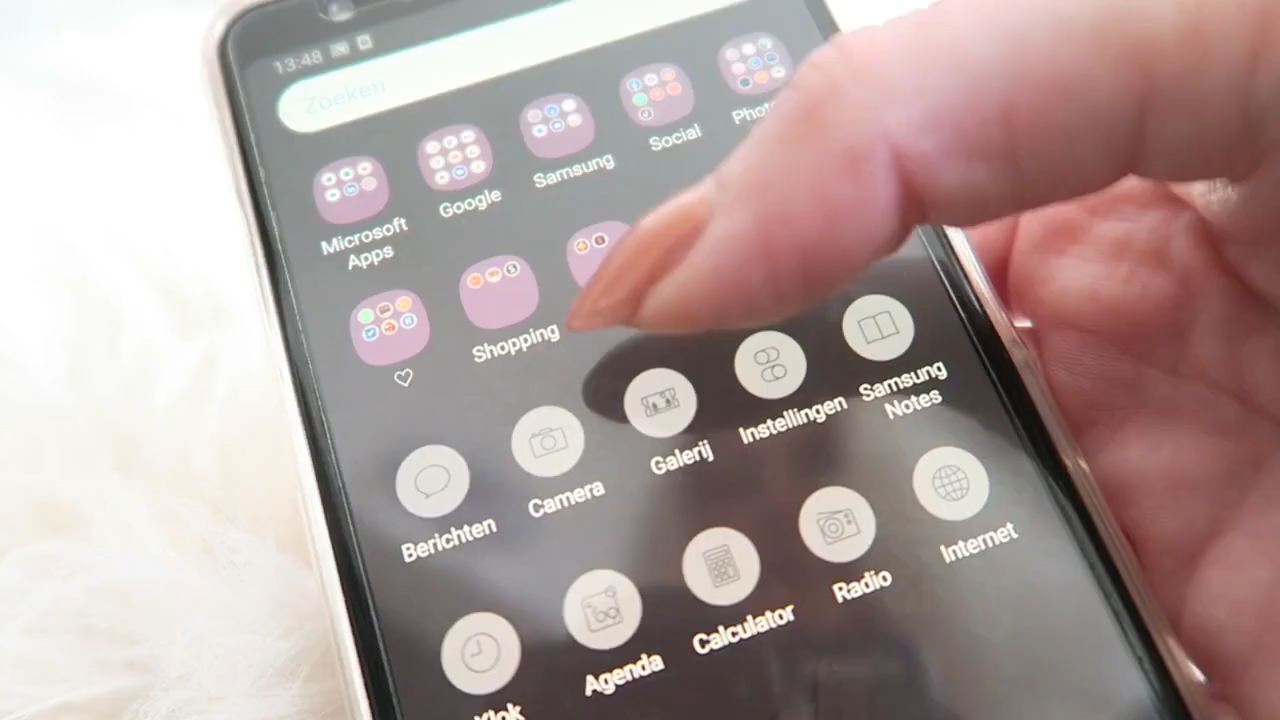 13:48
Zoeken
Microsoft Apps
Google
Samsung
Social
Shopping
Berichten
Camera
Galerij
Instellingen
Samsung Notes
Klok
Agenda
Calculator
Radio
Internet